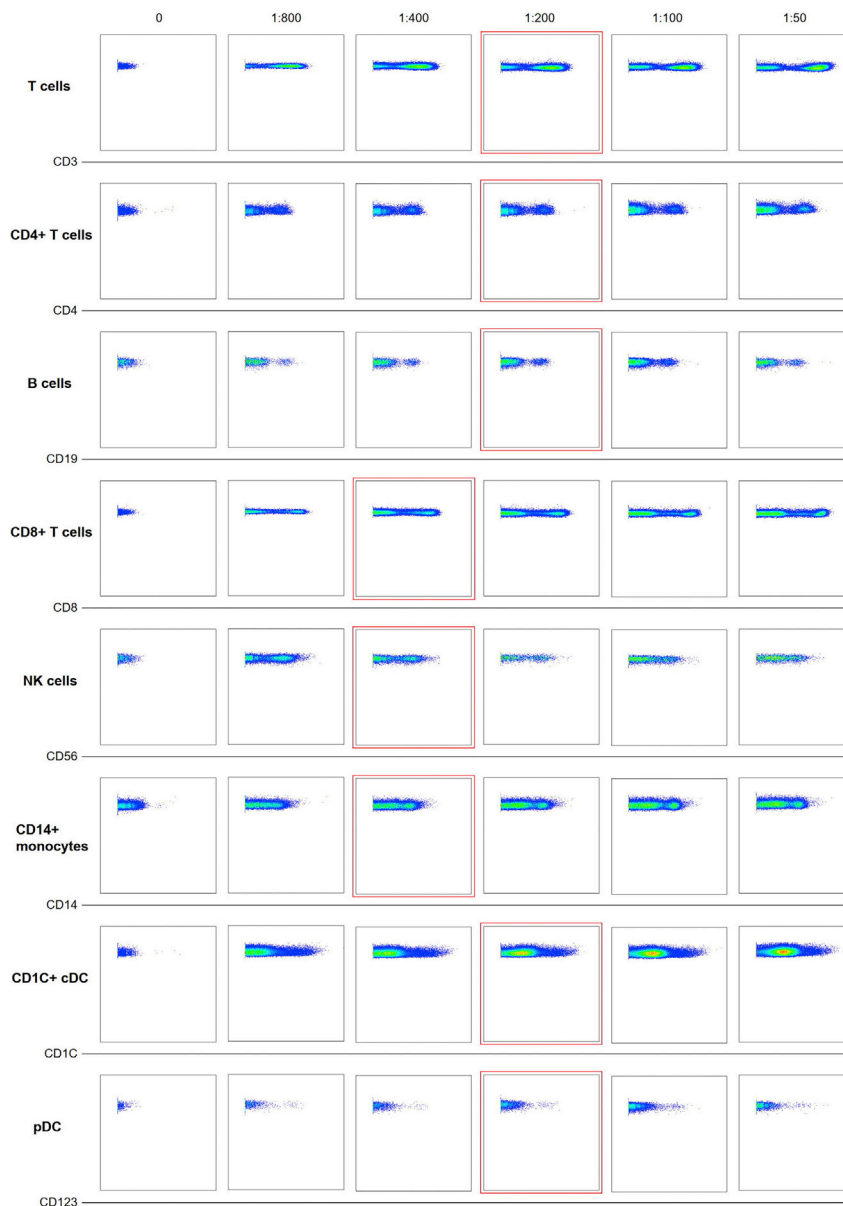 0 1:800 1:400 1:200 1:100 1:50
T cells
CD3
CD4+ T cells
CD4
B cells
CD19
CD8+ T cells
CD8
NK cells
CD56
CD14+
monocytes
CD14
CD1C+ cDC
CD1C
pDC
CD123